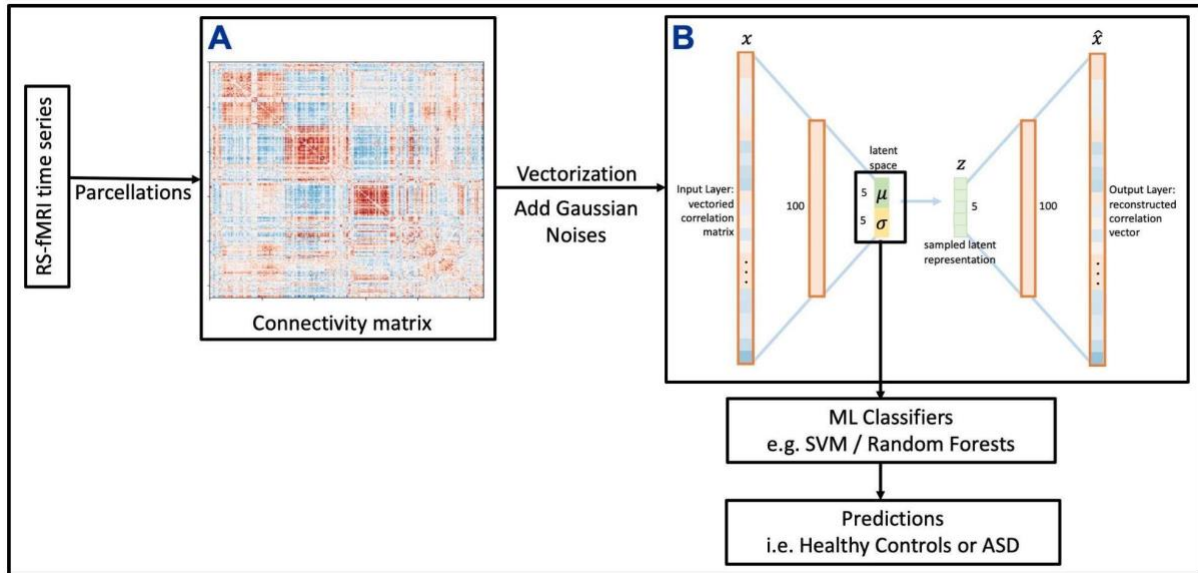 RS-fMRI time series
Parcellations
A
Connectivity matrix
Vectorization
Add Gaussian
Noises
B
x
x̂
Input Layer:
vectoried
correlation
matrix
100
latent
space
5 μ
5 σ
z
5
sampled latent
representation
100
Output Layer:
reconstructed
correlation
vector
ML Classifiers
e.g. SVM / Random Forests
Predictions
i.e. Healthy Controls or ASD